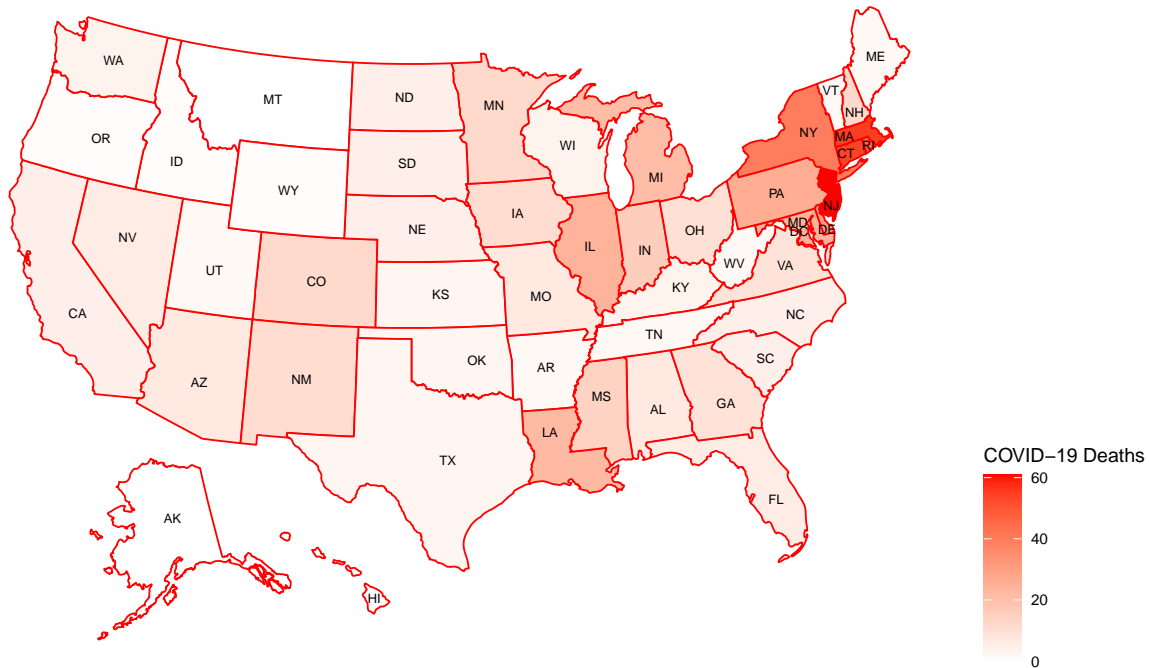 ME
WA
VT
MT
ND
MN
NH
OR
NY
MA
WI
CT
RI
ID
SD
MI
WY
PA
NJ
IA
NE
MD
DE
DC
OH
NV
IL
IN
UT
WV
VA
CO
KS
MO
KY
CA
NC
TN
OK
SC
AR
AZ
NM
MS
AL
GA
LA
TX
COVID−19 Deaths
60
FL
AK
40
20
HI
0